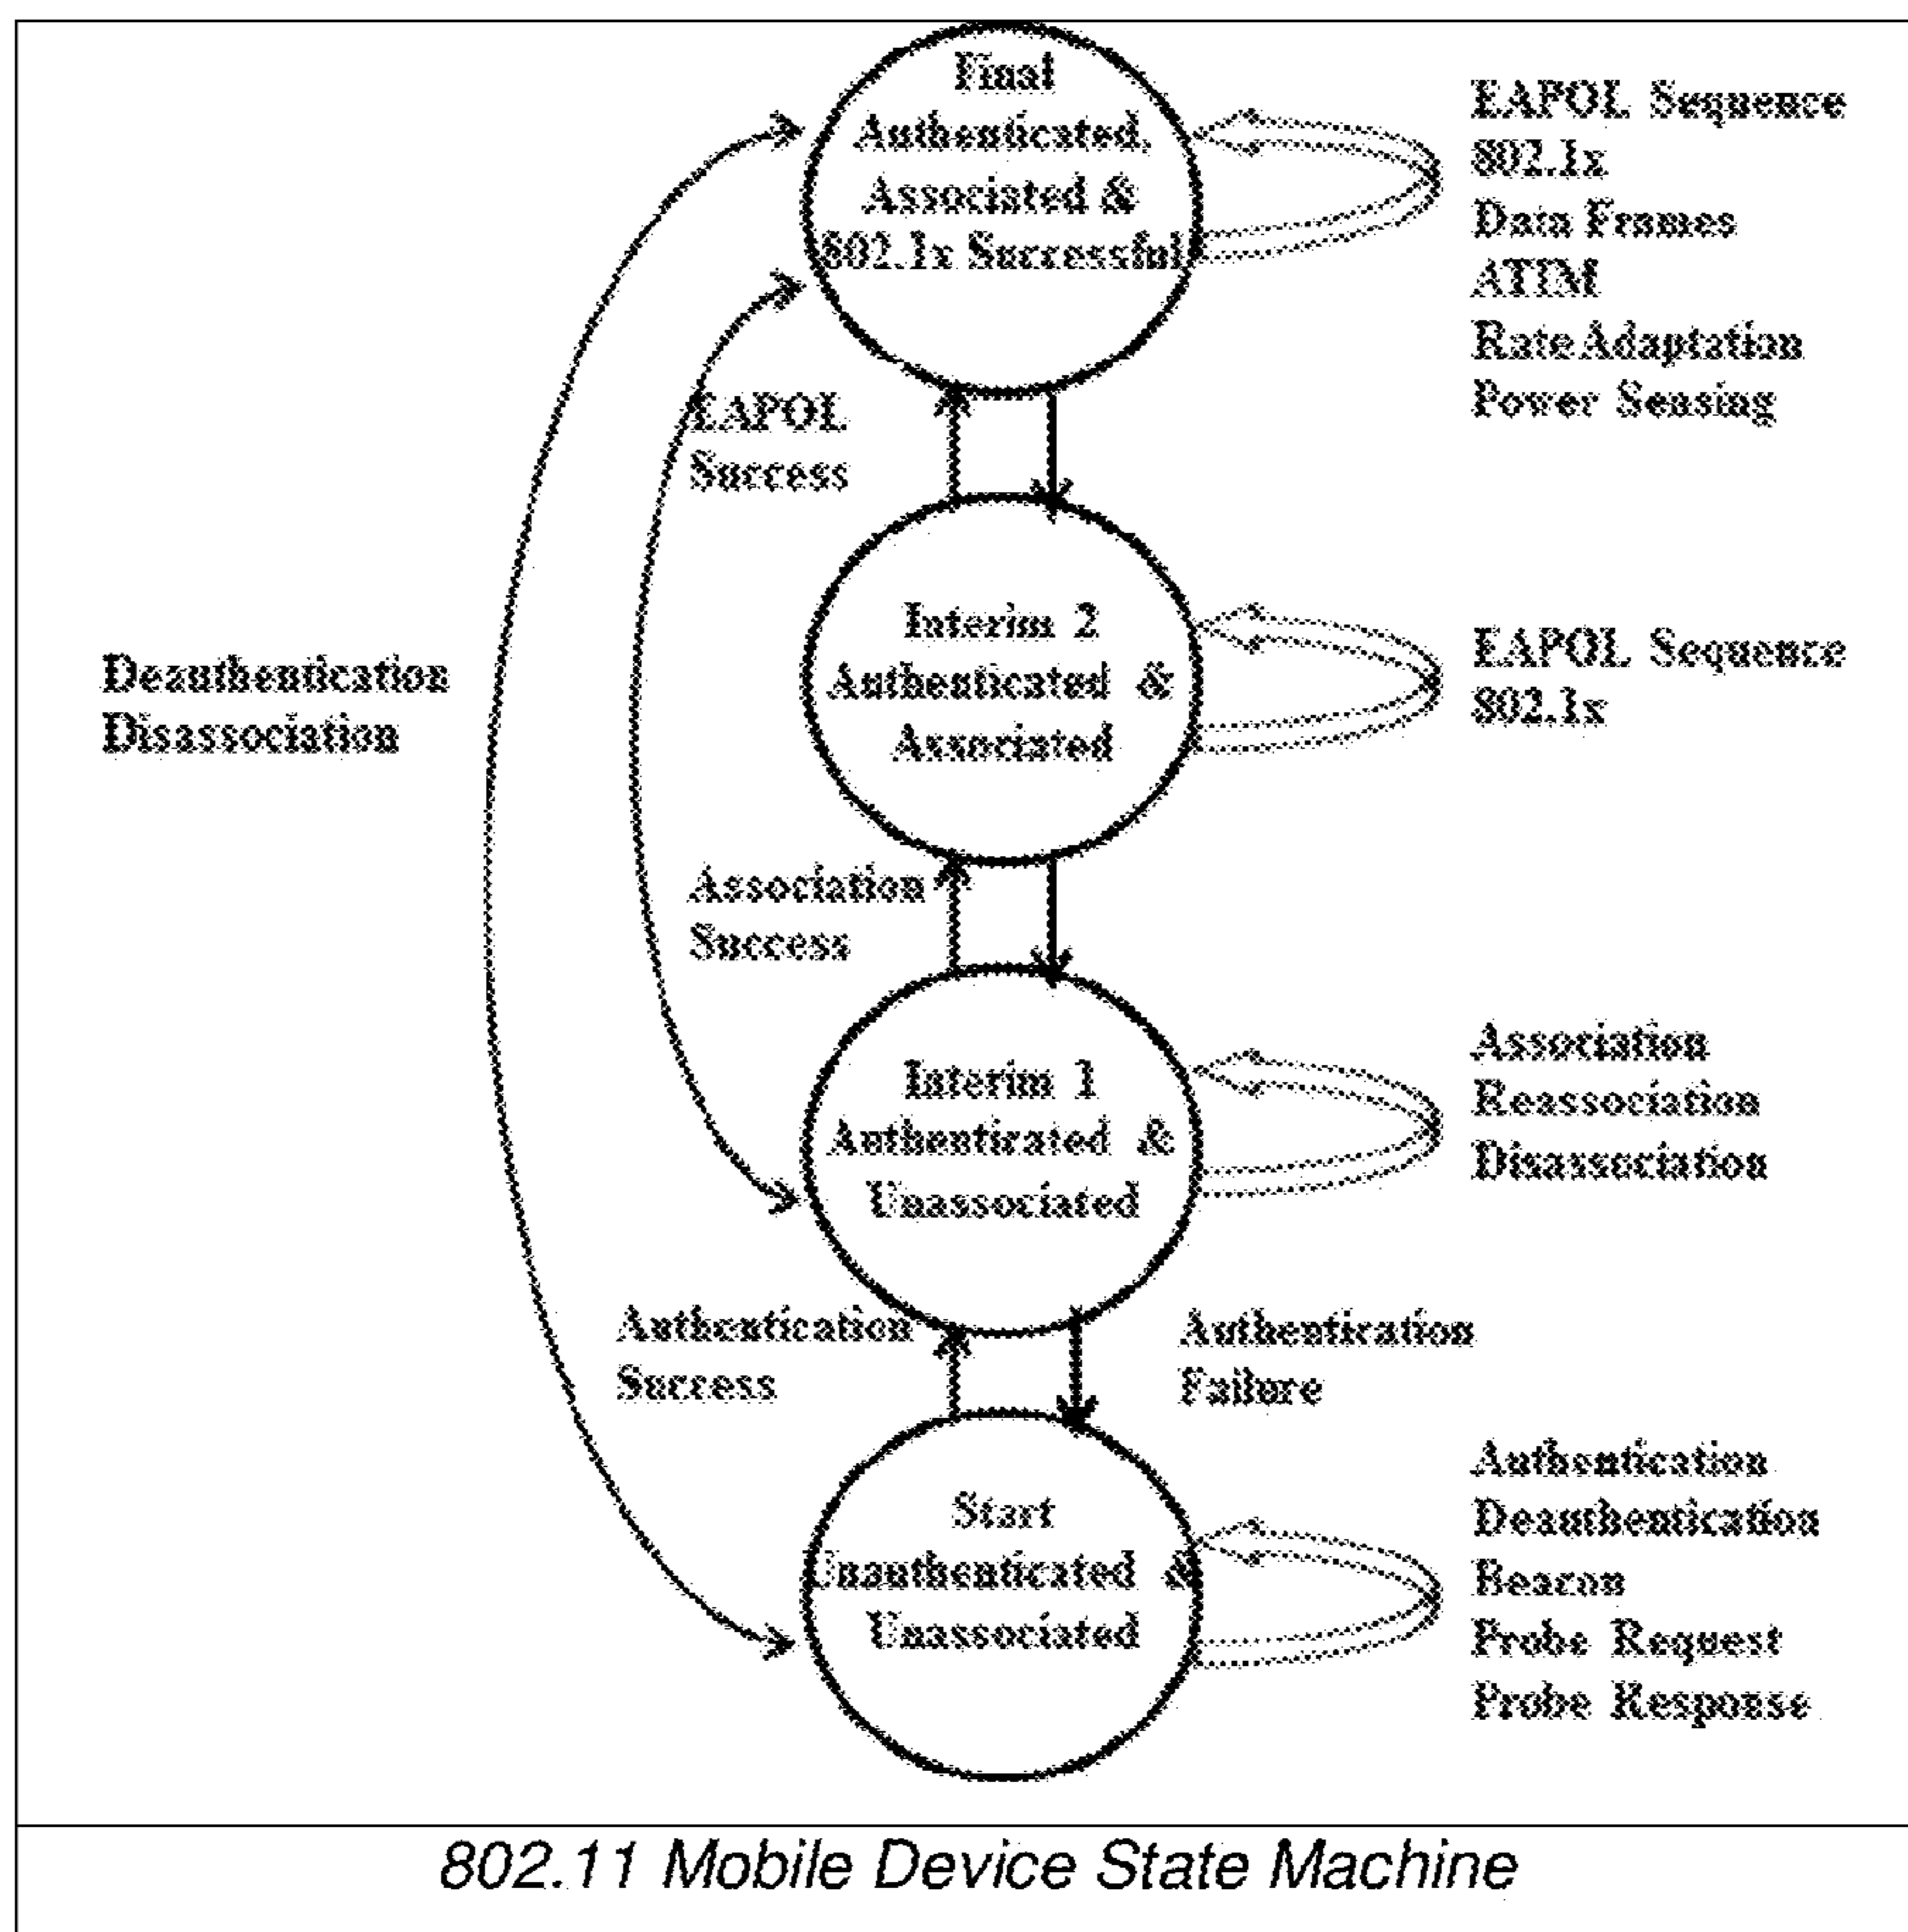 Final
Authenticated,
Associated &
802.1x Successful
EAPOL Sequence
802.1x
Data Frames
ATIM
Rate Adaptation
Power Sensing
EAPOL
Success
Interim 2
Authenticated &
Associated
EAPOL Sequence
802.1x
Deauthentication
Disassociation
Association
Success
Interim 1
Authenticated &
Unassociated
Association
Reassociation
Disassociation
Authentication
Success
Authentication
Failure
Start
Unauthenticated &
Unassociated
Authentication
Deauthentication
Beacon
Probe Request
Probe Response
802.11 Mobile Device State Machine